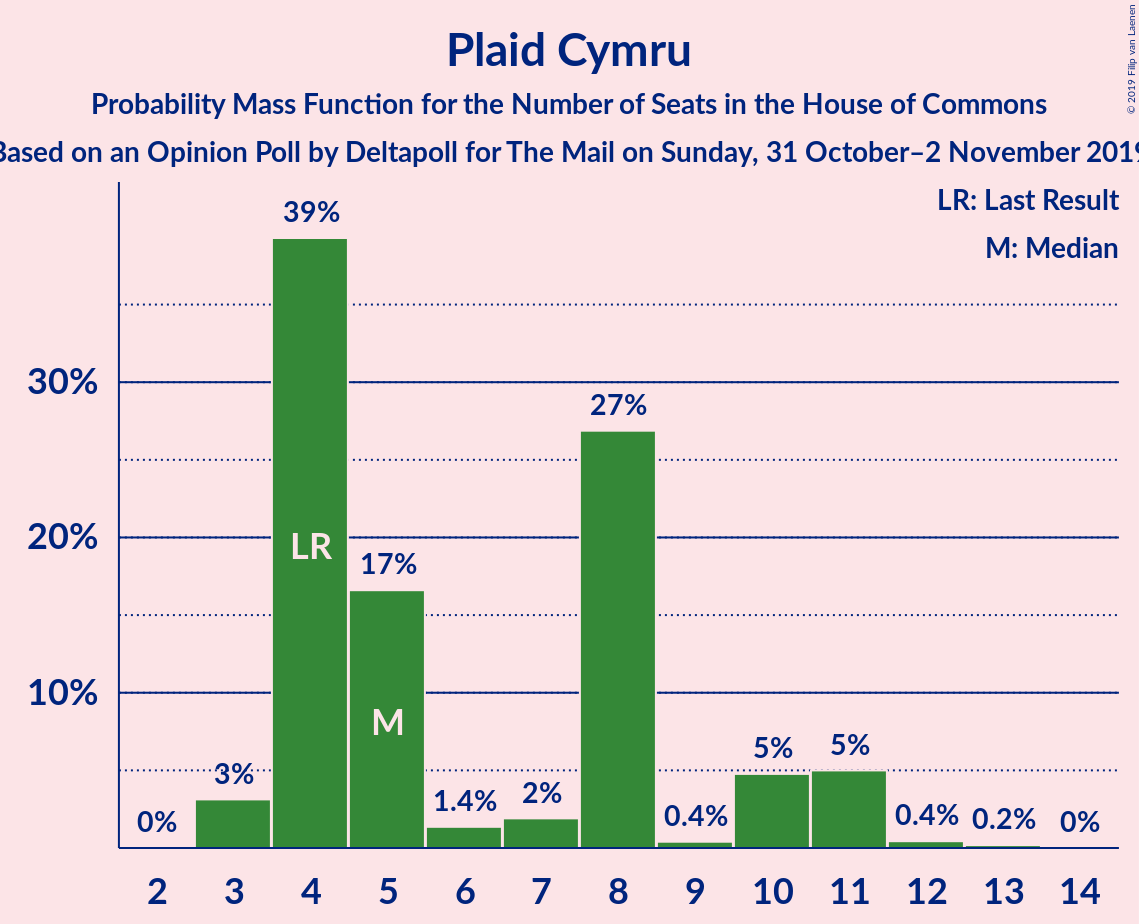 Plaid Cymru
Probability Mass Function for the Number of Seats in the House of Commons
Based on an Opinion Poll by Deltapoll for The Mail on Sunday, 31 October–2 November 2019
© 2019 Filip van Laenen
LR: Last Result
M: Median
30%
20%
10%
0%
3%
39%
17%
1.4%
2%
27%
0.4%
5%
5%
0.4%
0.2%
0%
LR
M
2 3 4 5 6 7 8 9 10 11 12 13 14